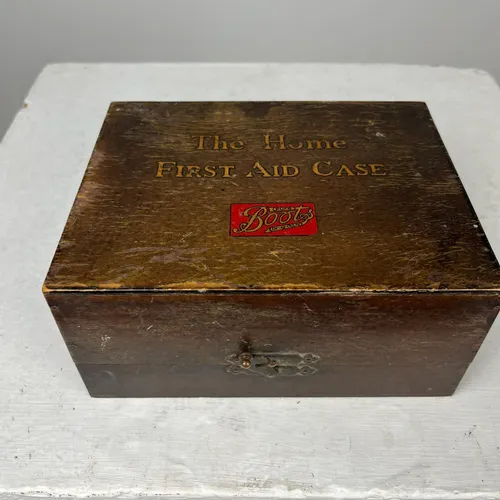 The Home
FIRST AID CASE
Boots